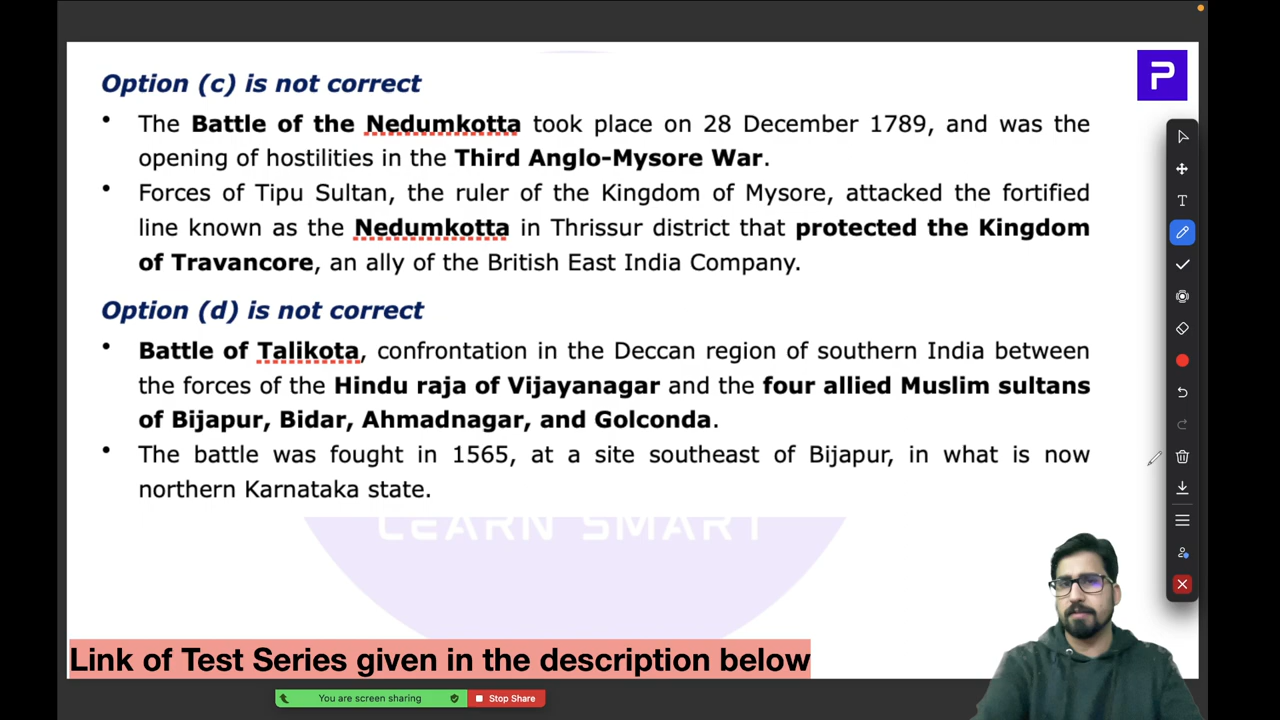 Option (c) is not correct
P
• The Battle of the Nedumkotta took place on 28 December 1789, and was the
opening of hostilities in the Third Anglo-Mysore War.
• Forces of Tipu Sultan, the ruler of the Kingdom of Mysore, attacked the fortified
line known as the Nedumkotta in Thrissur district that protected the Kingdom
of Travancore, an ally of the British East India Company.
Option (d) is not correct
• Battle of Talikota, confrontation in the Deccan region of southern India between
the forces of the Hindu raja of Vijayanagar and the four allied Muslim sultans
of Bijapur, Bidar, Ahmadnagar, and Golconda.
• The battle was fought in 1565, at a site southeast of Bijapur, in what is now
northern Karnataka state.
LEARN SMART
Link of Test Series given in the description below
You are screen sharing
Stop Share
T